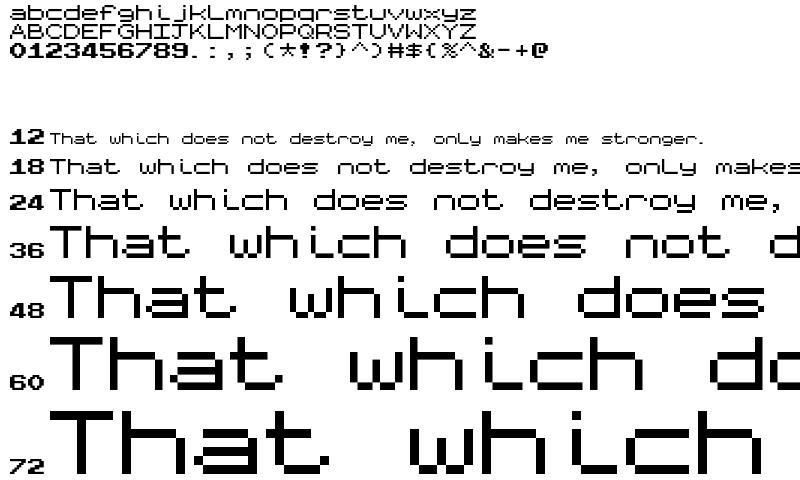 abcdefghijklmnopqrstuvwxyz
ABCDEFGHIJKLMNOPQRSTUVWXYZ
0123456789.:,;(*!?}^)#${%^&-+@
12 That which does not destroy me, only makes me stronger.
18 That which does not destroy me, only makes
24 That which does not destroy me,
36 That which does not d
48 That which does
60 That which do
72 That which